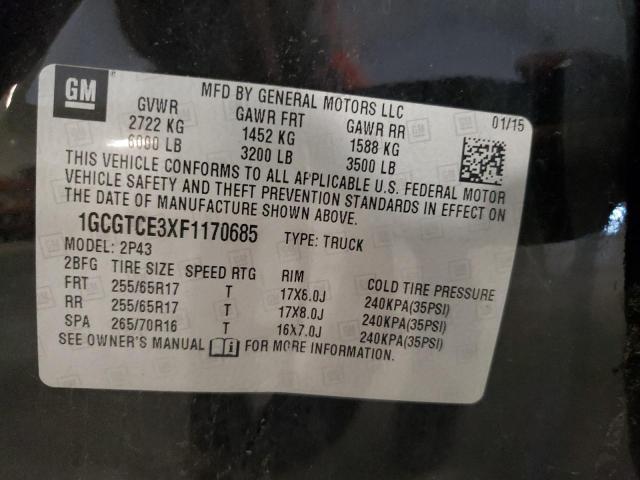 GM
MFD BY GENERAL MOTORS LLC
GVWR GAWR FRT GAWR RR 01/15
2722 KG 1452 KG 1588 KG
6000 LB 3200 LB 3500 LB
THIS VEHICLE CONFORMS TO ALL APPLICABLE U.S. FEDERAL MOTOR
VEHICLE SAFETY AND THEFT PREVENTION STANDARDS IN EFFECT ON
THE DATE OF MANUFACTURE SHOWN ABOVE.
1GCGTCE3XF1170685 TYPE: TRUCK
MODEL: 2P43
2BFG TIRE SIZE SPEED RTG RIM COLD TIRE PRESSURE
FRT 255/65R17 T 17X6.0J 240KPA(35PSI)
RR 255/65R17 T 17X8.0J 240KPA(35PSI)
SPA 265/70R16 T 16X7.0J 240KPA(35PSI)
SEE OWNER'S MANUAL FOR MORE INFORMATION.